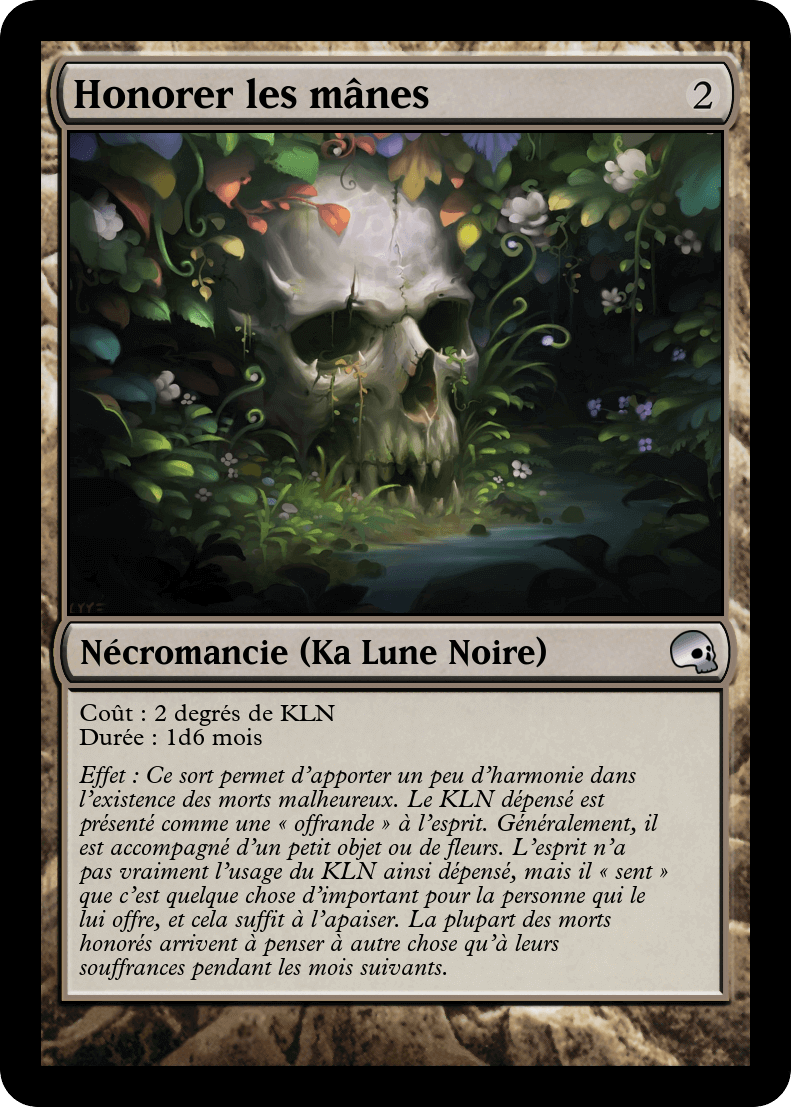 Honorer les mânes
2
LYYE
Nécromancie (Ka Lune Noire)
Coût : 2 degrés de KLN
Durée : 1d6 mois
Effet : Ce sort permet d'apporter un peu d'harmonie dans
l'existence des morts malheureux. Le KLN dépensé est
présenté comme une « offrande » à l'esprit. Généralement, il
est accompagné d'un petit objet ou de fleurs. L'esprit n'a
pas vraiment l'usage du KLN ainsi dépensé, mais il « sent »
que c'est quelque chose d'important pour la personne qui le
lui offre, et cela suffit à l'apaiser. La plupart des morts
honorés arrivent à penser à autre chose qu'à leurs
souffrances pendant les mois suivants.